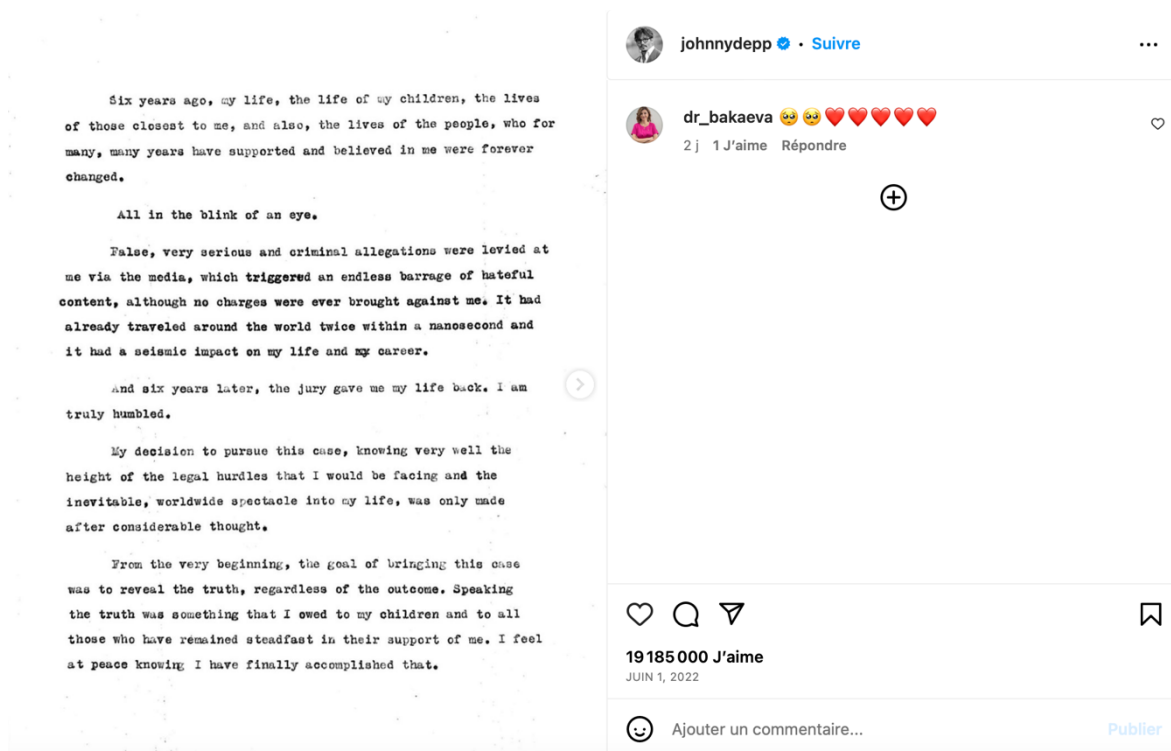 Six years ago, my life, the life of my children, the lives
of those closest to me, and also, the lives of the people, who for
many, many years have supported and believed in me were forever
changed.
All in the blink of an eye.
False, very serious and criminal allegations were levied at
me via the media, which triggered an endless barrage of hateful
content, although no charges were ever brought against me. It had
already traveled around the world twice within a nanosecond and
it had a seismic impact on my life and my career.
And six years later, the jury gave me my life back. I am
truly humbled.
My decision to pursue this case, knowing very well the
height of the legal hurdles that I would be facing and the
inevitable, worldwide spectacle into my life, was only made
after considerable thought.
From the very beginning, the goal of bringing this case
was to reveal the truth, regardless of the outcome. Speaking
the truth was something that I owed to my children and to all
those who have remained steadfast in their support of me. I feel
at peace knowing I have finally accomplished that.
johnnydepp • Suivre
dr_bakaeva 🥺🥺❤️❤️❤️❤️❤️
2 j 1 J’aime Répondre
19 185 000 J’aime
JUIN 1, 2022
Ajouter un commentaire... Publier